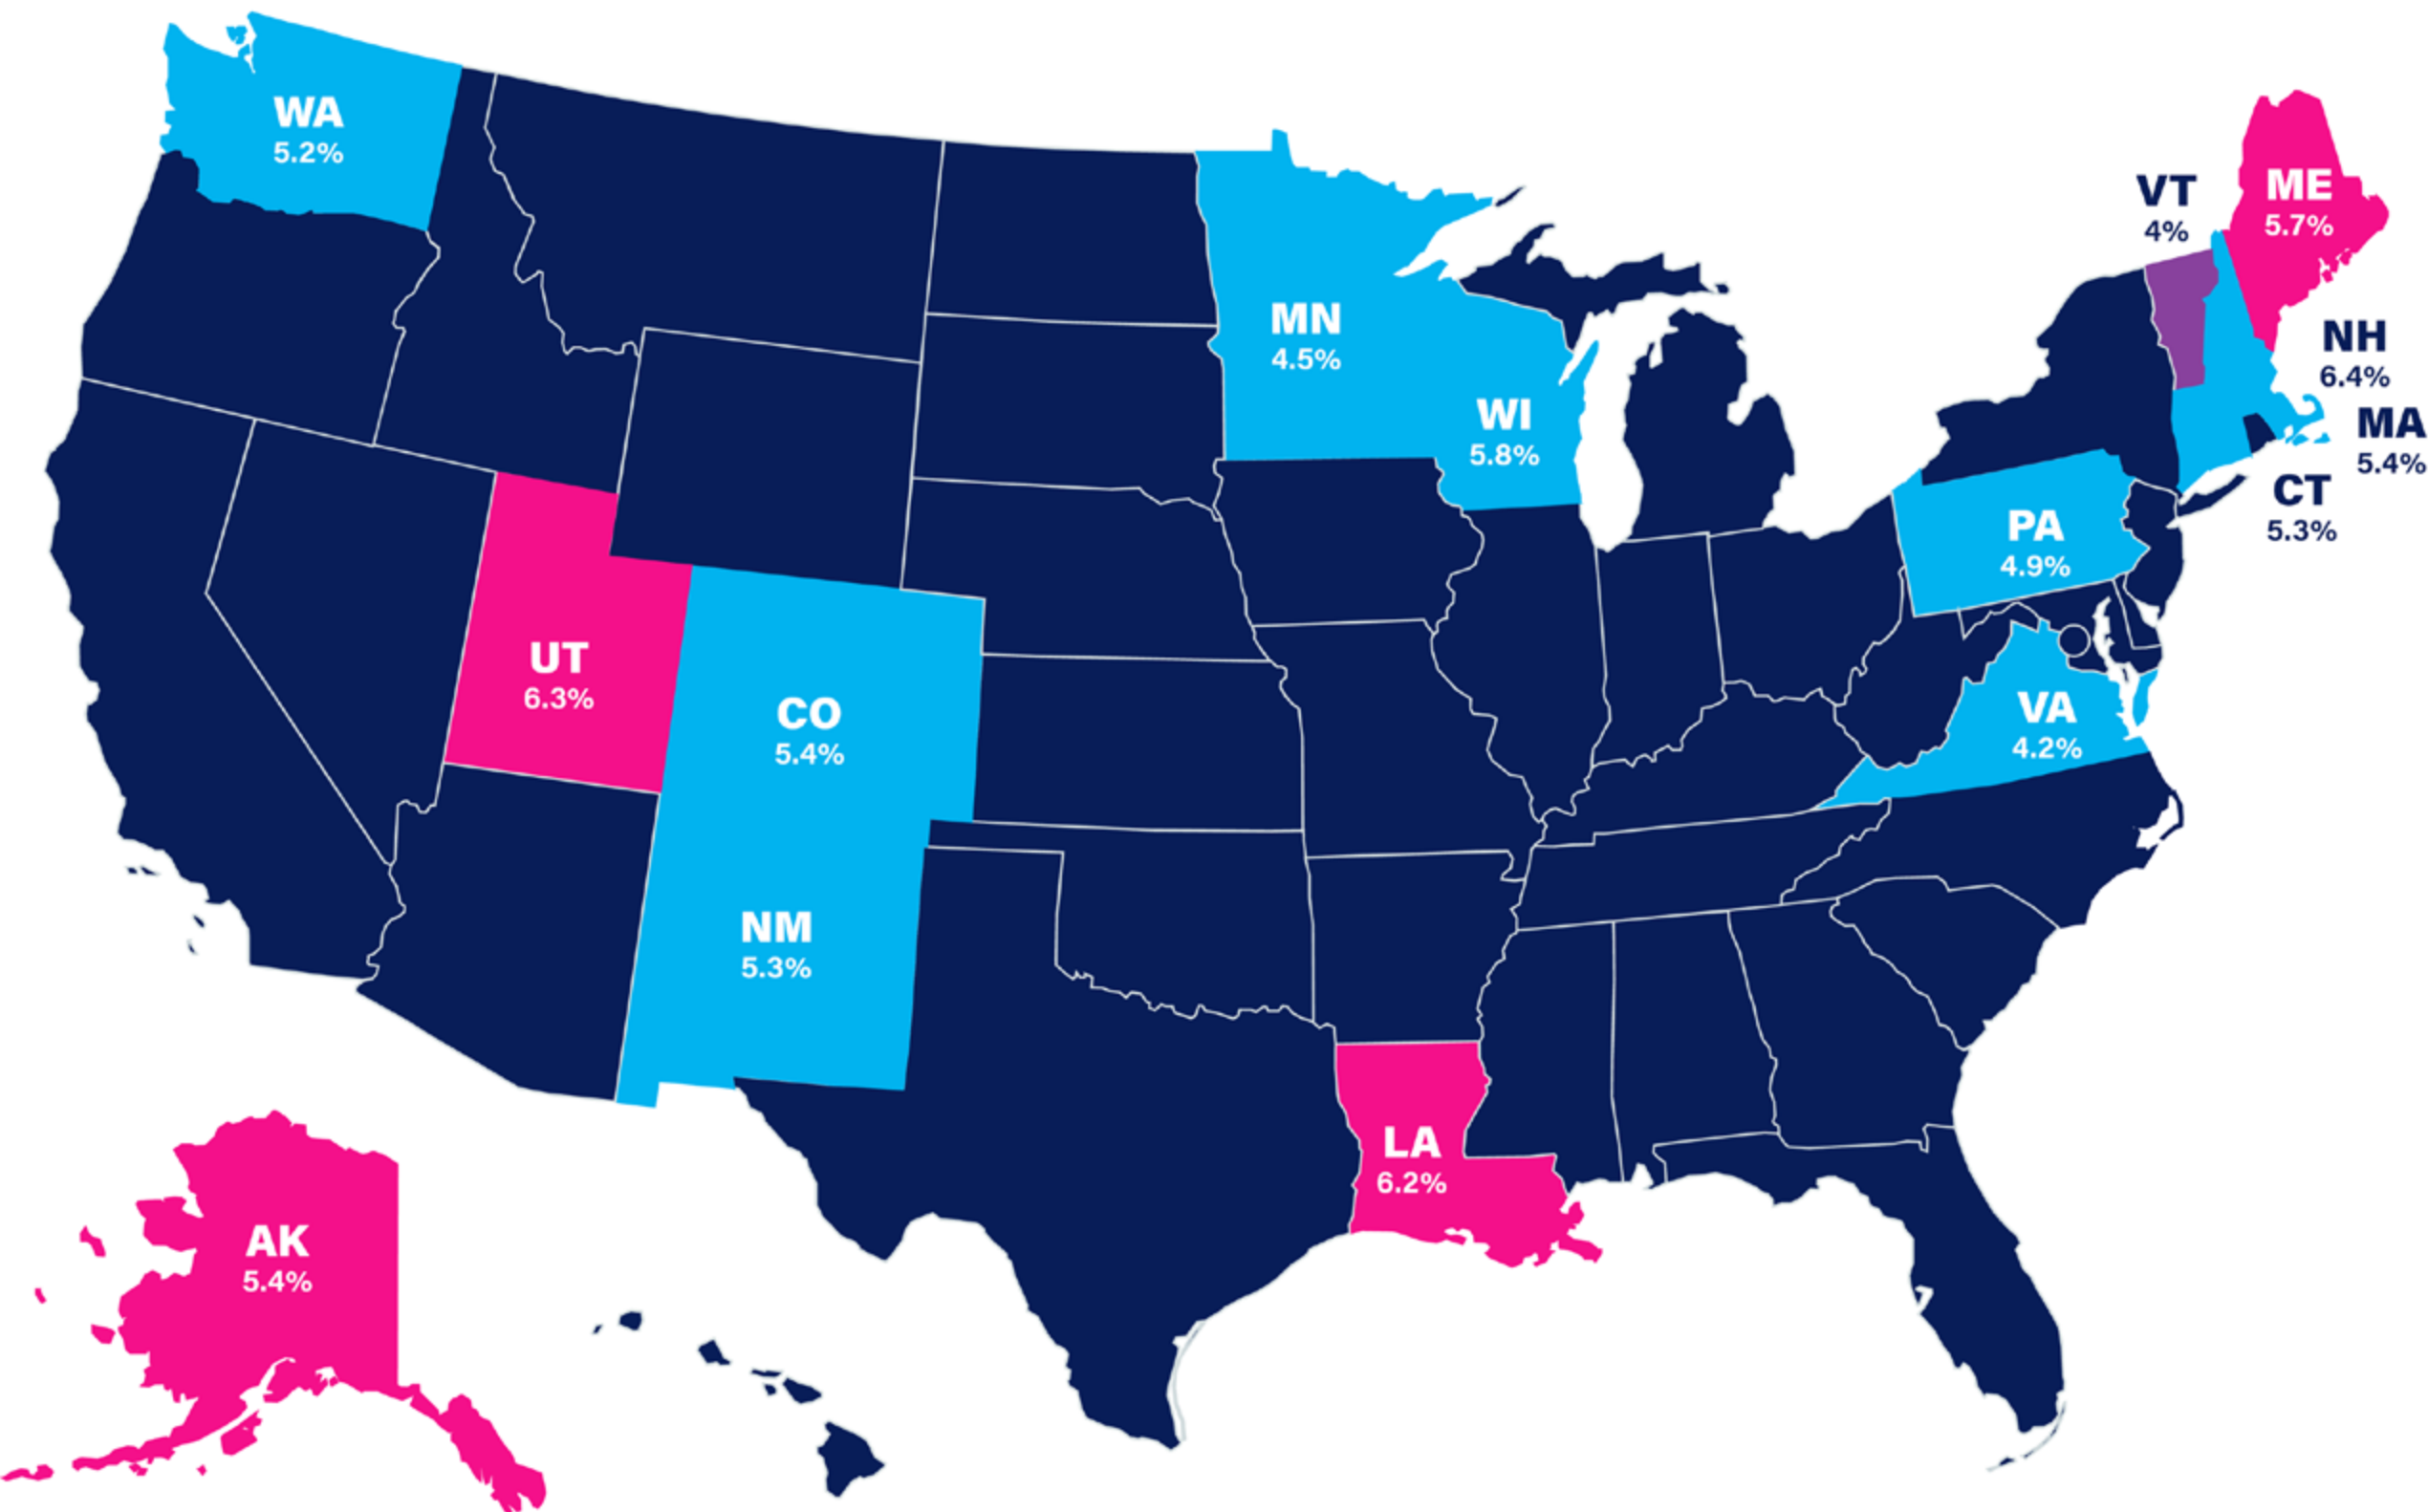 WA
5.2%
VT
4%
ME
5.7%
MN
4.5%
NH
6.4%
WI
5.8%
MA
5.4%
CT
5.3%
PA
4.9%
UT
6.3%
CO
5.4%
VA
4.2%
NM
5.3%
LA
6.2%
AK
5.4%